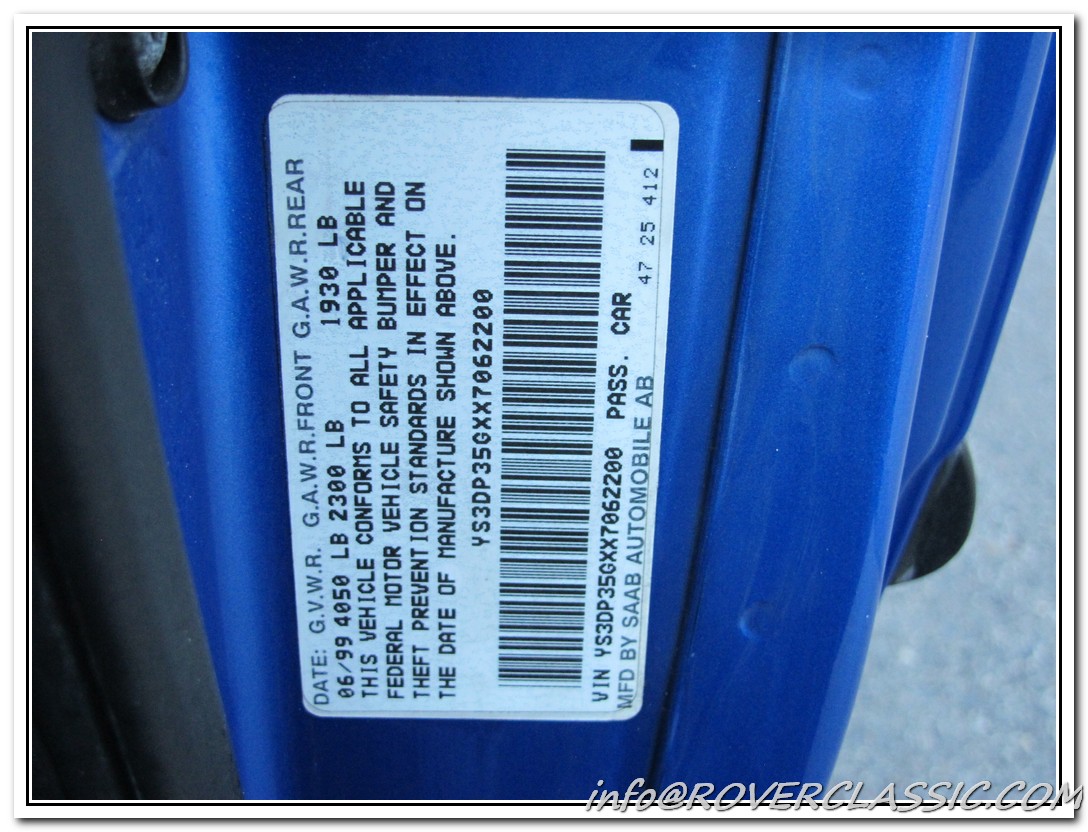 DATE: G.V.W.R. G.A.W.R.FRONT G.A.W.R.REAR
06/99 4050 LB 2300 LB 1930 LB
THIS VEHICLE CONFORMS TO ALL APPLICABLE
FEDERAL MOTOR VEHICLE SAFETY BUMPER AND
THEFT PREVENTION STANDARDS IN EFFECT ON
THE DATE OF MANUFACTURE SHOWN ABOVE.
YS3DP35GXX7062200
VIN YS3DP35GXX7062200 PASS. CAR
MFD BY SAAB AUTOMOBILE AB 47 25 412
info@ROVERCLASSIC.COM